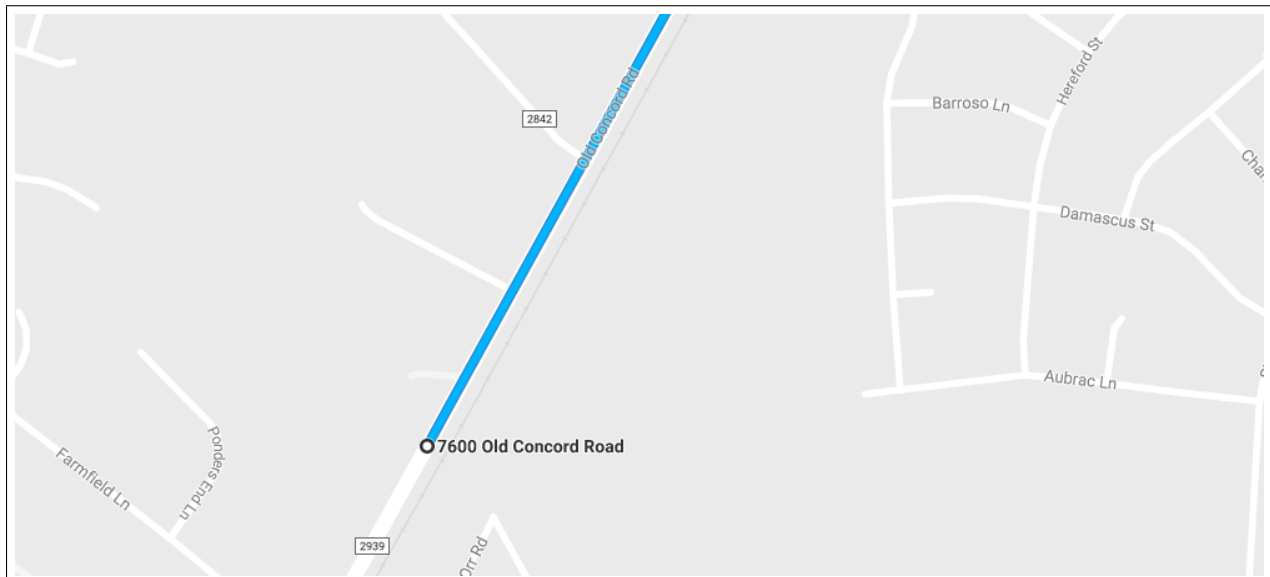 Old Concord Rd
Hereford St
Barroso Ln
2842
Damascus St
Aubrac Ln
7600 Old Concord Road
Ponders End Ln
Farmfield Ln
2939
Orr Rd